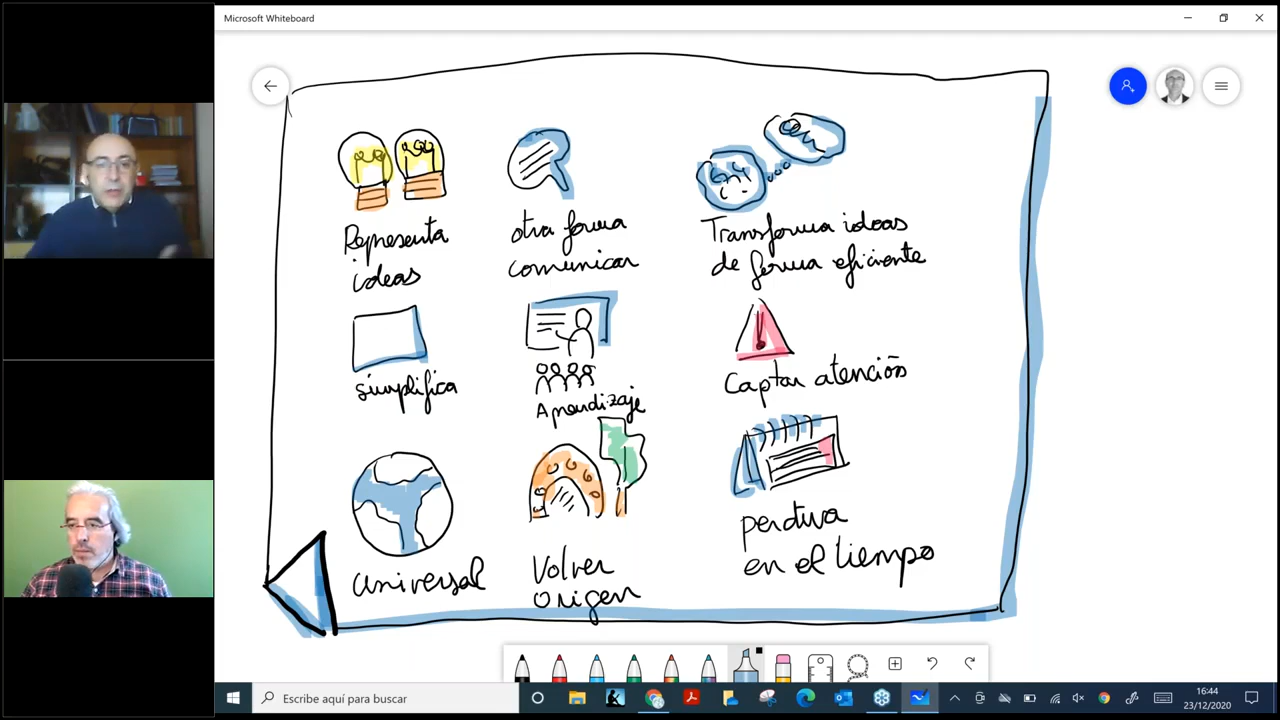 Microsoft Whiteboard
Representa
ideas
otra forma
comunicar
Transforma ideas
de forma eficiente
simplifica
Aprendizaje
Captar atención
universal
Volver
origen
perdura
en el tiempo
Escribe aquí para buscar
16:44
23/12/2020